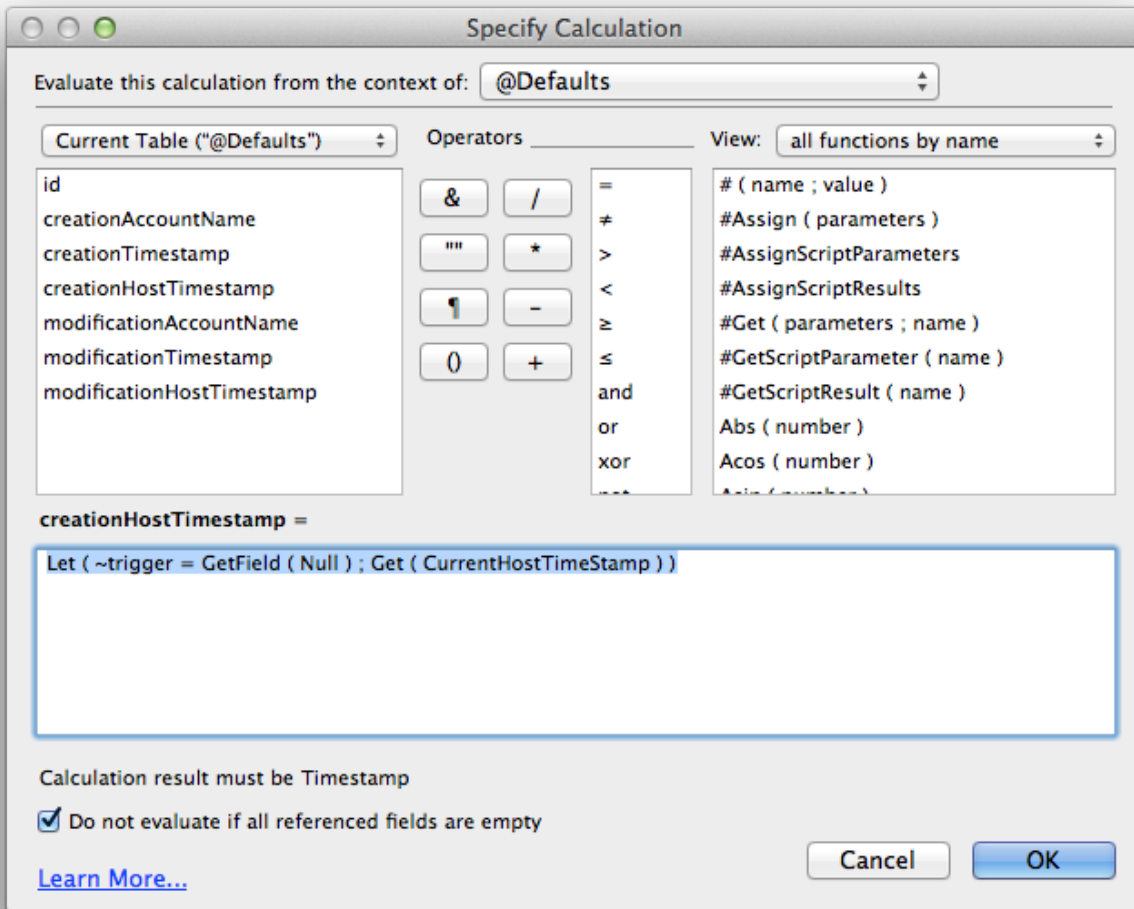 Specify Calculation
Evaluate this calculation from the context of: @Defaults
Current Table ("@Defaults")
Operators
View: all functions by name
id
creationAccountName
creationTimestamp
creationHostTimestamp
modificationAccountName
modificationTimestamp
modificationHostTimestamp
& /
"" *
¶ -
() +
=
≠
>
<
≥
≤
and
or
xor
# ( name ; value )
#Assign ( parameters )
#AssignScriptParameters
#AssignScriptResults
#Get ( parameters ; name )
#GetScriptParameter ( name )
#GetScriptResult ( name )
Abs ( number )
Acos ( number )
creationHostTimestamp =
Let ( ~trigger = GetField ( Null ) ; Get ( CurrentHostTimeStamp ) )
Calculation result must be Timestamp
Do not evaluate if all referenced fields are empty
Learn More...
Cancel
OK